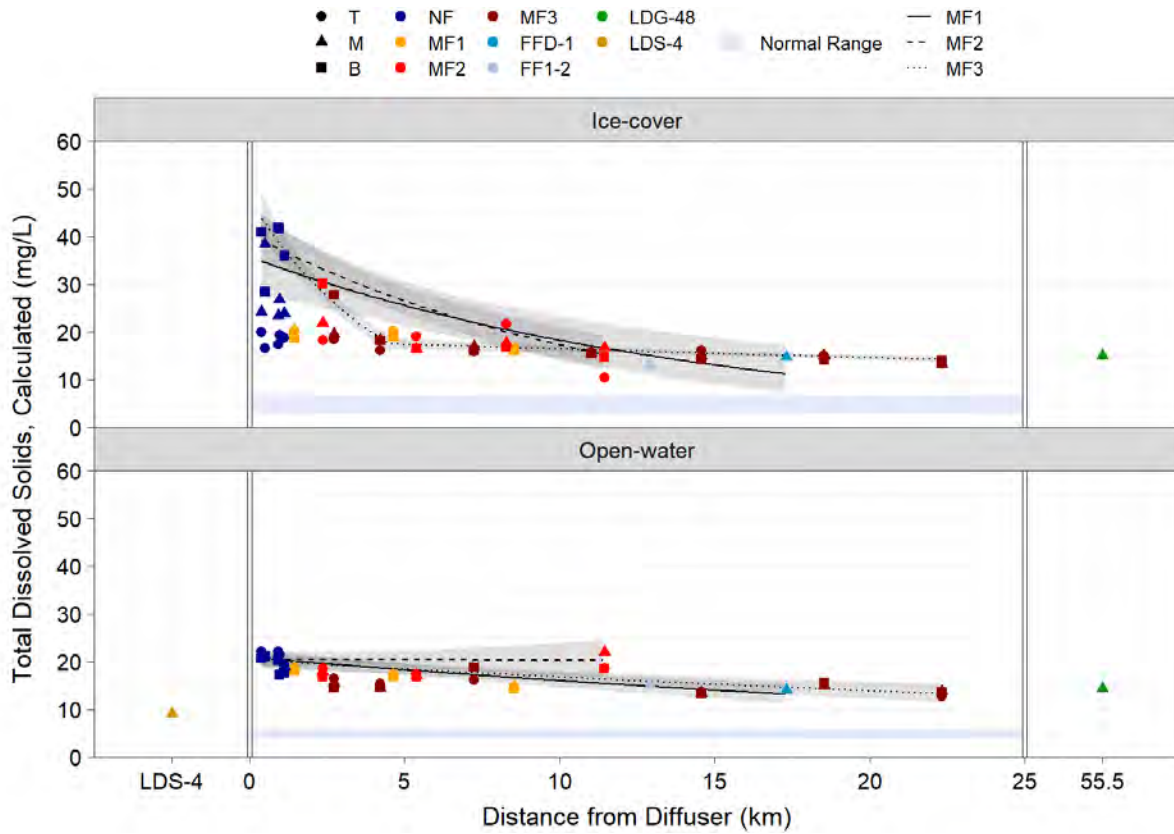 T NF MF3 LDG-48 MF1
M MF1 FFD-1 LDS-4 Normal Range MF2
B MF2 FF1-2 MF3
Total Dissolved Solids, Calculated (mg/L)
Ice-cover
60
50
40
30
20
10
0
Open-water
60
50
40
30
20
10
0
LDS-4 0 5 10 15 20 25 55.5
Distance from Diffuser (km)